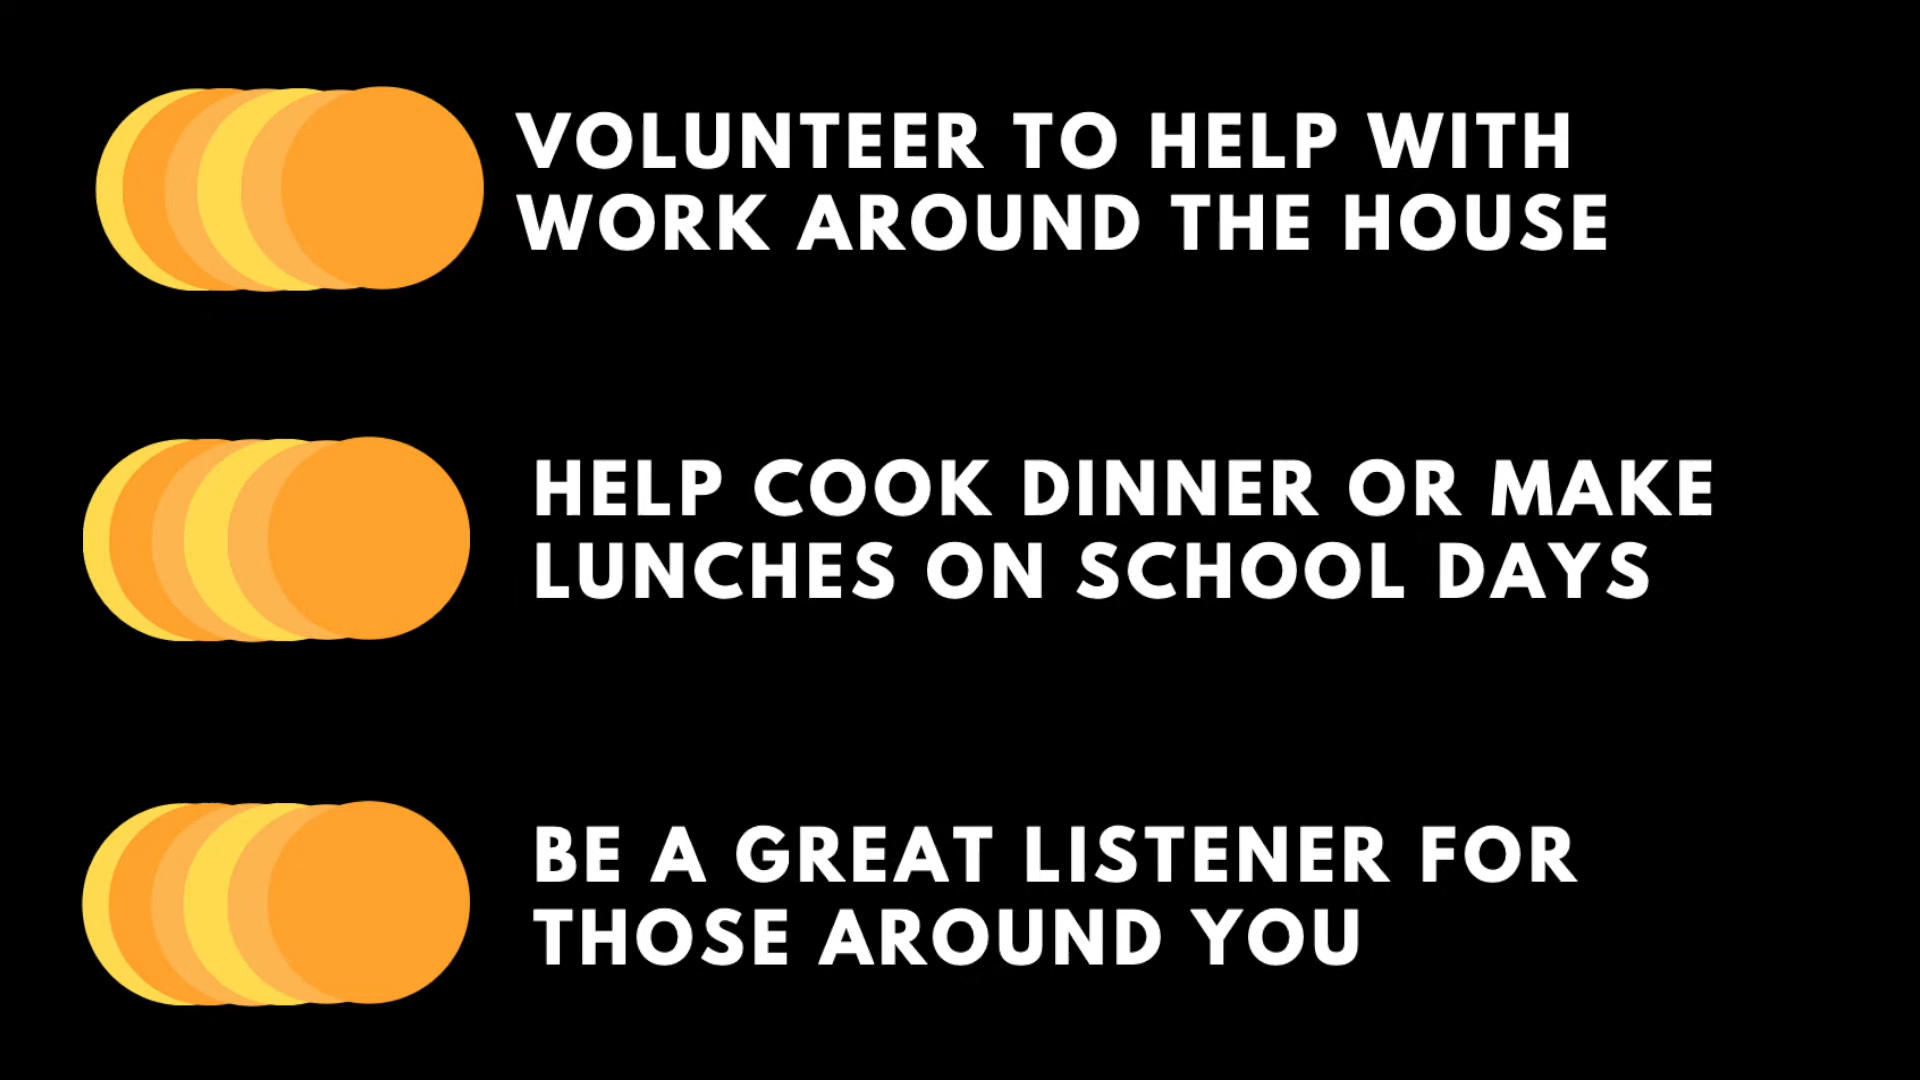 VOLUNTEER TO HELP WITH
WORK AROUND THE HOUSE
HELP COOK DINNER OR MAKE
LUNCHES ON SCHOOL DAYS
BE A GREAT LISTENER FOR
THOSE AROUND YOU